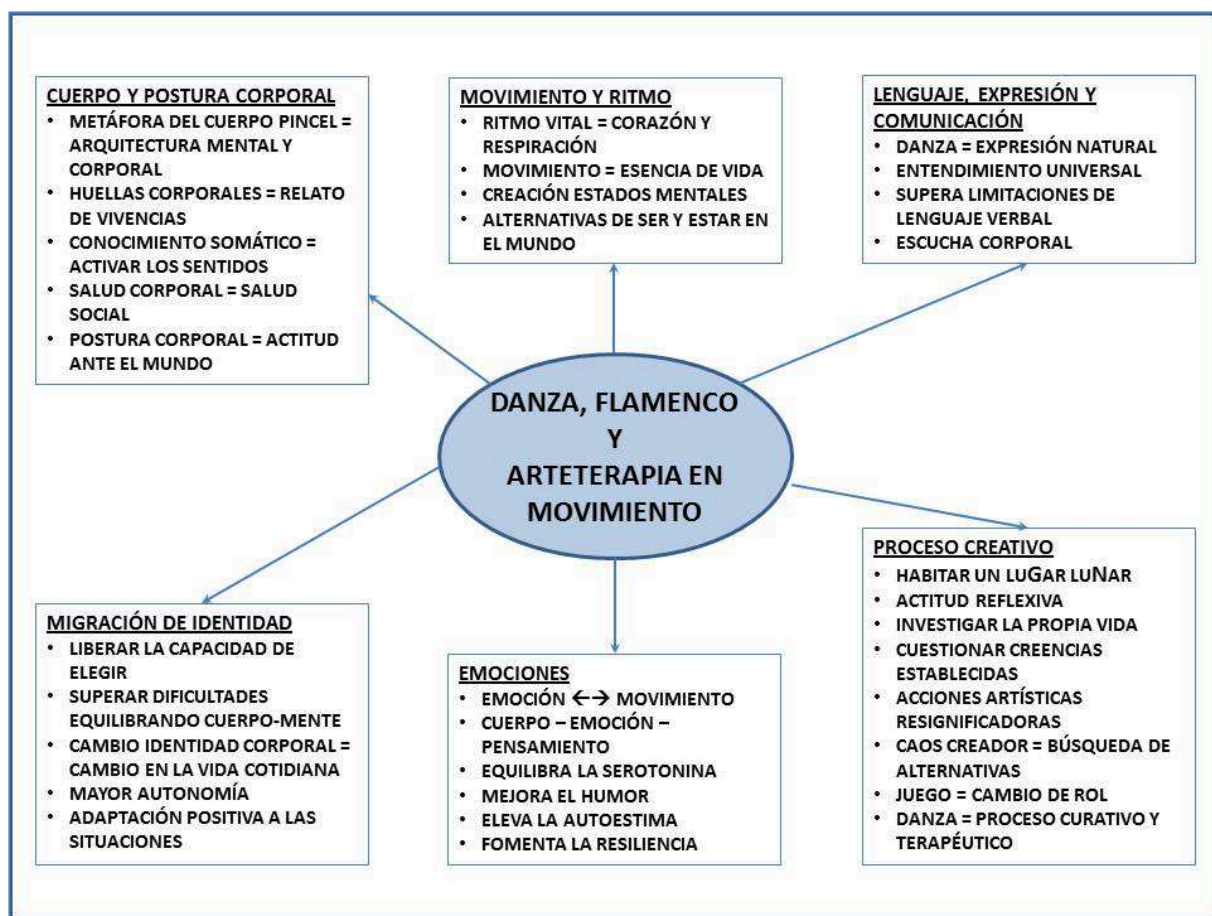 CUERPO Y POSTURA CORPORAL
• METÁFORA DEL CUERPO PINCEL =
ARQUITECTURA MENTAL Y
CORPORAL
• HUELLAS CORPORALES = RELATO
DE VIVENCIAS
• CONOCIMIENTO SOMÁTICO =
ACTIVAR LOS SENTIDOS
• SALUD CORPORAL = SALUD
SOCIAL
• POSTURA CORPORAL = ACTITUD
ANTE EL MUNDO
MOVIMIENTO Y RITMO
• RITMO VITAL = CORAZÓN Y
RESPIRACIÓN
• MOVIMIENTO = ESENCIA DE VIDA
• CREACIÓN ESTADOS MENTALES
• ALTERNATIVAS DE SER Y ESTAR EN
EL MUNDO
LENGUAJE, EXPRESIÓN Y
COMUNICACIÓN
• DANZA = EXPRESIÓN NATURAL
• ENTENDIMIENTO UNIVERSAL
• SUPERA LIMITACIONES DE
LENGUAJE VERBAL
• ESCUCHA CORPORAL
DANZA, FLAMENCO
Y
ARTETERAPIA EN
MOVIMIENTO
MIGRACIÓN DE IDENTIDAD
• LIBERAR LA CAPACIDAD DE
ELEGIR
• SUPERAR DIFICULTADES
EQUILIBRANDO CUERPO-MENTE
• CAMBIO IDENTIDAD CORPORAL =
CAMBIO EN LA VIDA COTIDIANA
• MAYOR AUTONOMÍA
• ADAPTACIÓN POSITIVA A LAS
SITUACIONES
EMOCIONES
• EMOCIÓN ←→ MOVIMIENTO
• CUERPO – EMOCIÓN –
PENSAMIENTO
• EQUILIBRA LA SEROTONINA
• MEJORA EL HUMOR
• ELEVA LA AUTOESTIMA
• FOMENTA LA RESILIENCIA
PROCESO CREATIVO
• HABITAR UN LUGAR LUNAR
• ACTITUD REFLEXIVA
• INVESTIGAR LA PROPIA VIDA
• CUESTIONAR CREENCIAS
ESTABLECIDAS
• ACCIONES ARTÍSTICAS
RESIGNIFICADORAS
• CAOS CREADOR = BÚSQUEDA DE
ALTERNATIVAS
• JUEGO = CAMBIO DE ROL
• DANZA = PROCESO CURATIVO Y
TERAPÉUTICO